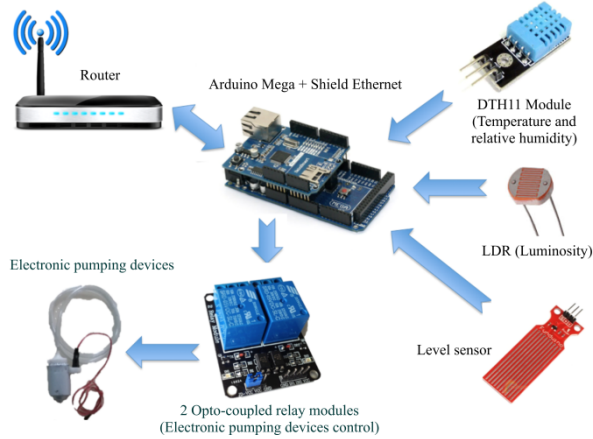 Router
Arduino Mega + Shield Ethernet
DTH11 Module
(Temperature and
relative humidity)
LDR (Luminosity)
Electronic pumping devices
Level sensor
2 Opto-coupled relay modules
(Electronic pumping devices control)